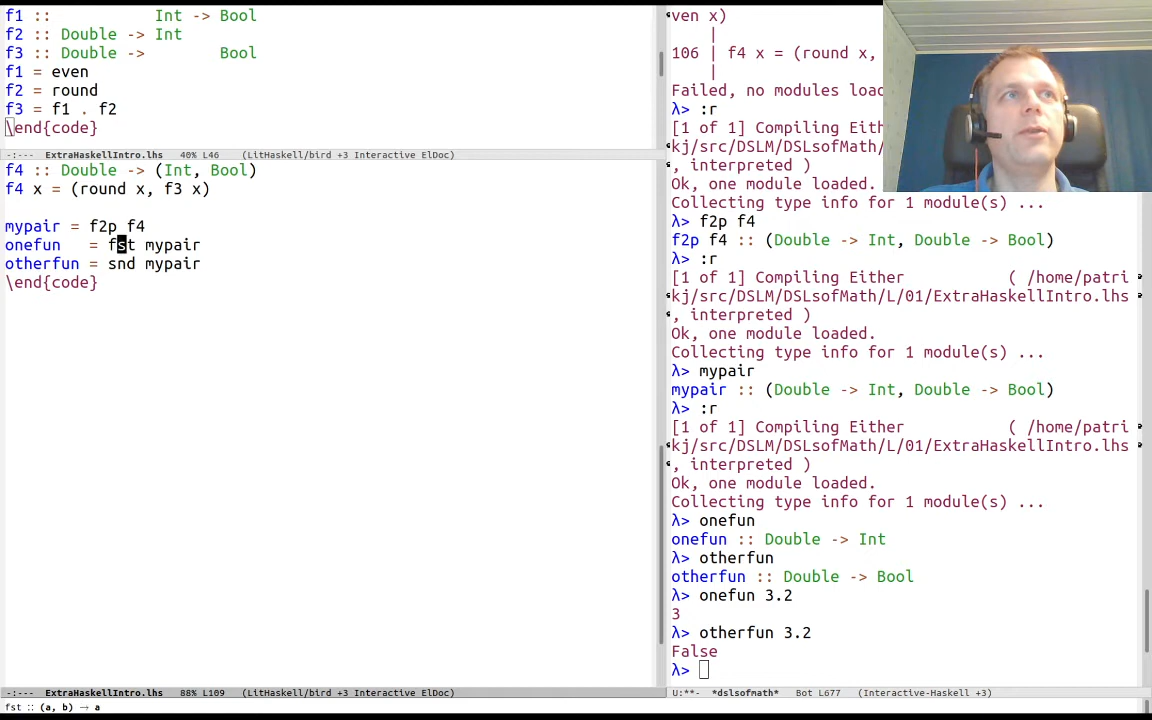 f1 ::           Int -> Bool
f2 :: Double -> Int
f3 :: Double ->        Bool
f1 = even
f2 = round
f3 = f1 . f2
\end{code}
-:---  ExtraHaskellIntro.lhs   40% L46    (LitHaskell/bird +3 Interactive ElDoc)
f4 :: Double -> (Int, Bool)
f4 x = (round x, f3 x)
mypair = f2p f4
onefun   = fst mypair
otherfun = snd mypair
\end{code}
-:---  ExtraHaskellIntro.lhs   88% L109   (LitHaskell/bird +3 Interactive ElDoc)
fst :: (a, b) → a
ven x)
    |
106 | f4 x = (round x,
    |
Failed, no modules load
λ> :r
[1 of 1] Compiling Eith
kj/src/DSLM/DSLsofMath/
, interpreted )
Ok, one module loaded.
Collecting type info for 1 module(s) ...
λ> f2p f4
f2p f4 :: (Double -> Int, Double -> Bool)
λ> :r
[1 of 1] Compiling Either           ( /home/patri
kj/src/DSLM/DSLsofMath/L/01/ExtraHaskellIntro.lhs
, interpreted )
Ok, one module loaded.
Collecting type info for 1 module(s) ...
λ> mypair
mypair :: (Double -> Int, Double -> Bool)
λ> :r
[1 of 1] Compiling Either           ( /home/patri
kj/src/DSLM/DSLsofMath/L/01/ExtraHaskellIntro.lhs
, interpreted )
Ok, one module loaded.
Collecting type info for 1 module(s) ...
λ> onefun
onefun :: Double -> Int
λ> otherfun
otherfun :: Double -> Bool
λ> onefun 3.2
3
λ> otherfun 3.2
False
λ>
U:**-  *dslsofmath*   Bot L677   (Interactive-Haskell +3)